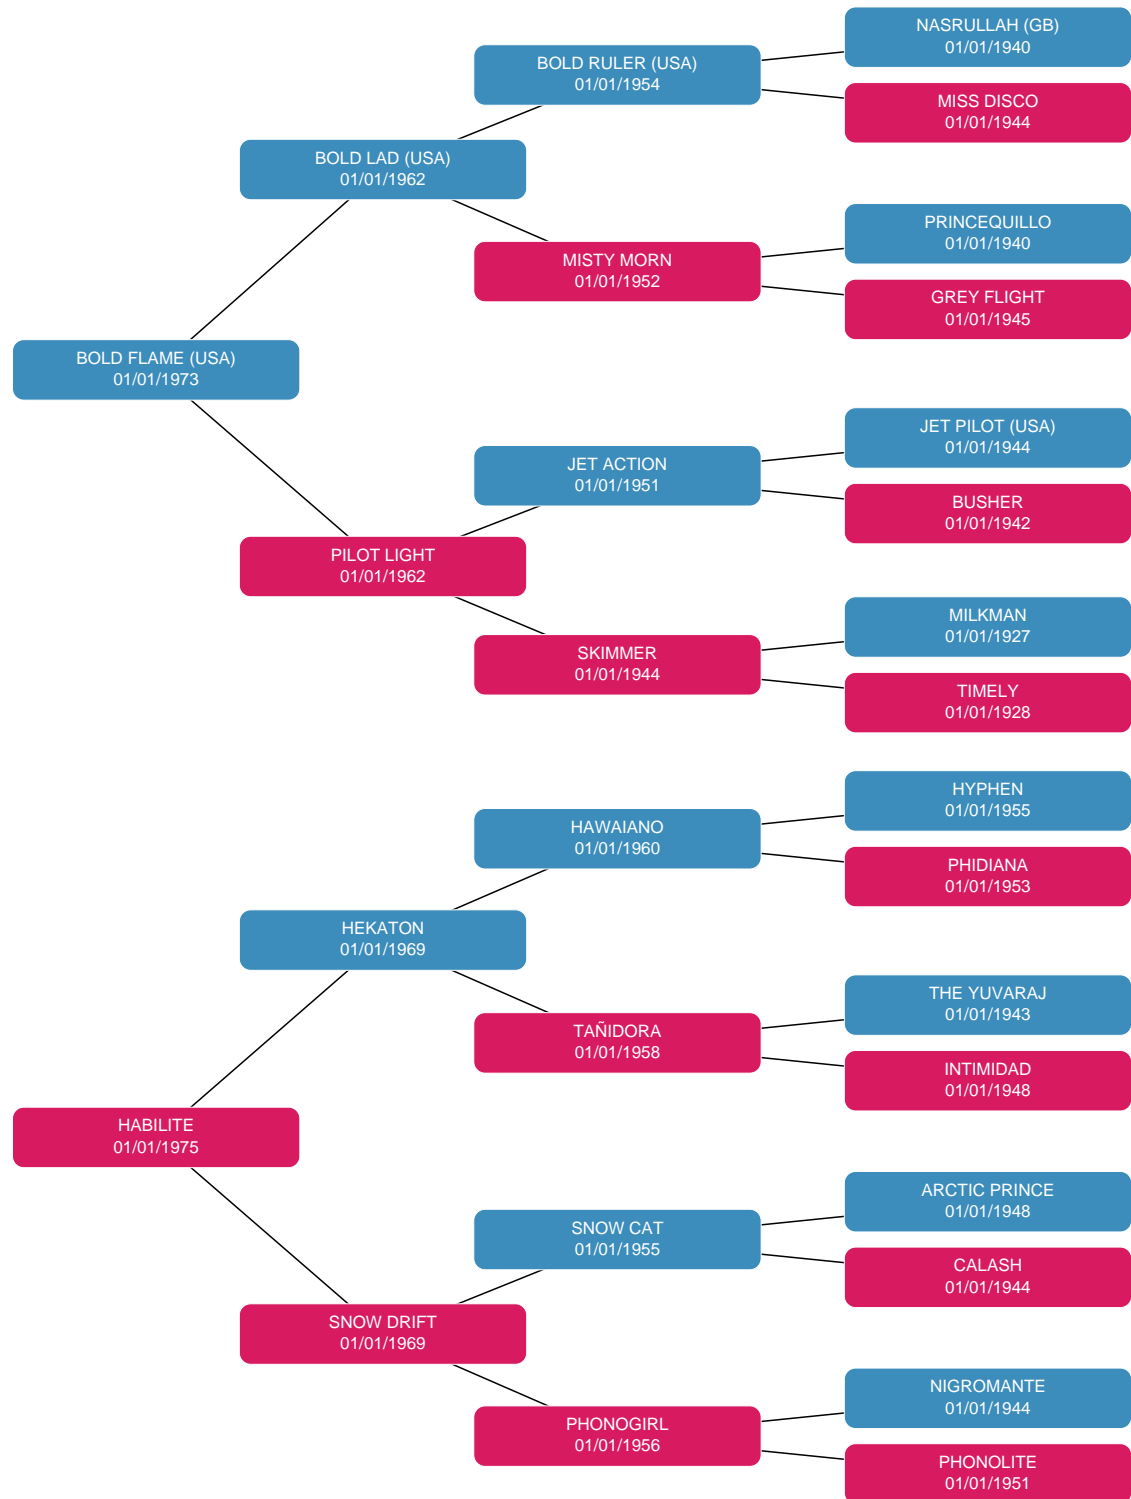 NASRULLAH (GB)
01/01/1940
BOLD RULER (USA)
01/01/1954
MISS DISCO
01/01/1944
BOLD LAD (USA)
01/01/1962
PRINCEQUILLO
01/01/1940
MISTY MORN
01/01/1952
GREY FLIGHT
01/01/1945
BOLD FLAME (USA)
01/01/1973
JET PILOT (USA)
01/01/1944
JET ACTION
01/01/1951
BUSHER
01/01/1942
PILOT LIGHT
01/01/1962
MILKMAN
01/01/1927
SKIMMER
01/01/1944
TIMELY
01/01/1928
HYPHEN
01/01/1955
HAWAIANO
01/01/1960
PHIDIANA
01/01/1953
HEKATON
01/01/1969
THE YUVARAJ
01/01/1943
TAÑIDORA
01/01/1958
INTIMIDAD
01/01/1948
HABILITE
01/01/1975
ARCTIC PRINCE
01/01/1948
SNOW CAT
01/01/1955
CALASH
01/01/1944
SNOW DRIFT
01/01/1969
NIGROMANTE
01/01/1944
PHONOGIRL
01/01/1956
PHONOLITE
01/01/1951